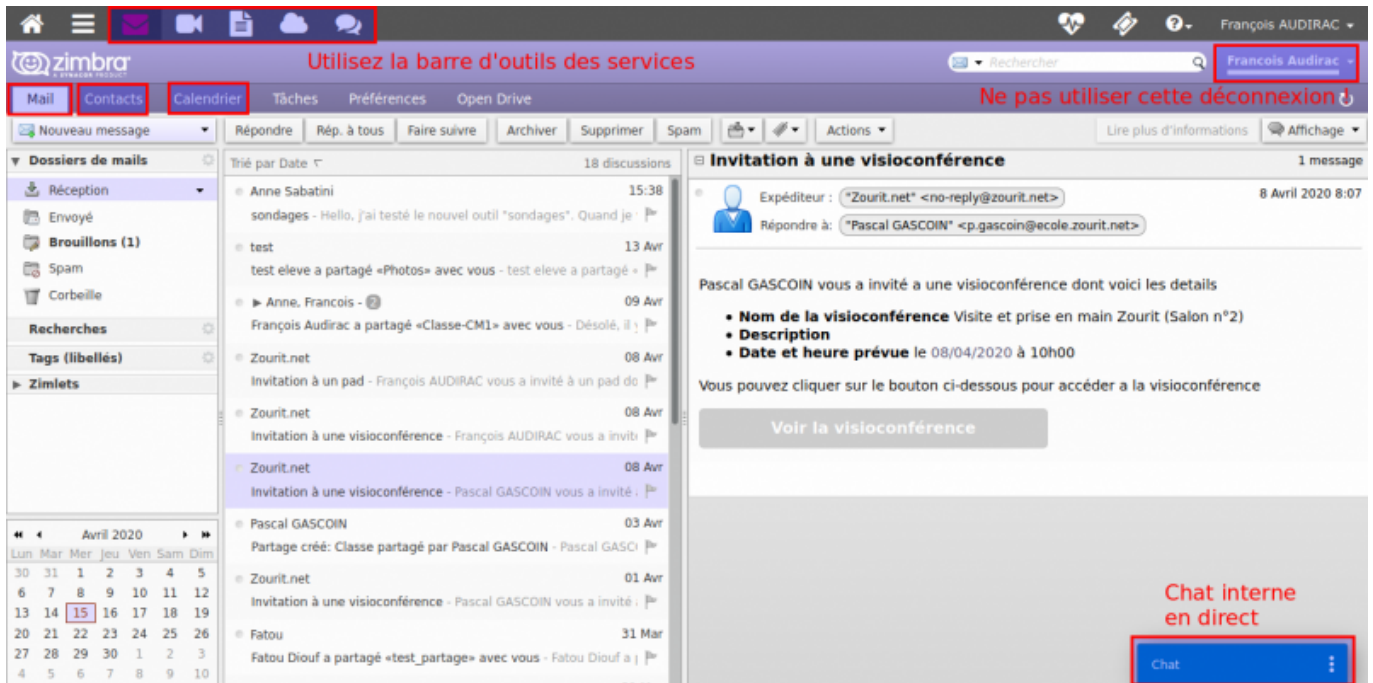 François AUDIRAC
zimbra
A SYNACOR PRODUCT
Utilisez la barre d'outils des services
Rechercher
Francois Audirac
Mail Contacts Calendrier Tâches Préférences Open Drive
Ne pas utiliser cette déconnexion !
Nouveau message
Répondre Rép. à tous Faire suivre Archiver Supprimer Spam Actions
Lire plus d'informations Affichage
Dossiers de mails
Réception
Envoyé
Brouillons (1)
Spam
Corbeille
Recherches
Tags (libellés)
Zimlets
Avril 2020
Lun Mar Mer Jeu Ven Sam Dim
30 31 1 2 3 4 5
6 7 8 9 10 11 12
13 14 15 16 17 18 19
20 21 22 23 24 25 26
27 28 29 30 1 2 3
4 5 6 7 8 9 10
Trié par Date 18 discussions
Anne Sabatini 15:38
sondages - Hello, j'ai testé le nouvel outil "sondages". Quand je
test 13 Avr
test eleve a partagé «Photos» avec vous - test eleve a partagé «
Anne, Francois - 2 09 Avr
François Audirac a partagé «Classe-CM1» avec vous - Désolé, il y
Zourit.net 08 Avr
Invitation à un pad - François AUDIRAC vous a invité à un pad do
Zourit.net 08 Avr
Invitation à une visioconférence - François AUDIRAC vous a invit
Zourit.net 08 Avr
Invitation à une visioconférence - Pascal GASCOIN vous a invité
Pascal GASCOIN 03 Avr
Partage créé: Classe partagé par Pascal GASCOIN - Pascal GASC
Zourit.net 01 Avr
Invitation à une visioconférence - Pascal GASCOIN vous a invité
Fatou 31 Mar
Fatou Diouf a partagé «test_partage» avec vous - Fatou Diouf a
Invitation à une visioconférence 1 message
Expéditeur : "Zourit.net" <no-reply@zourit.net> 8 Avril 2020 8:07
Répondre à: "Pascal GASCOIN" <p.gascoin@ecole.zourit.net>
Pascal GASCOIN vous a invité a une visioconférence dont voici les details
• Nom de la visioconférence Visite et prise en main Zourit (Salon n°2)
• Description
• Date et heure prévue le 08/04/2020 à 10h00
Vous pouvez cliquer sur le bouton ci-dessous pour accéder a la visioconférence
Voir la visioconférence
Chat interne
en direct
Chat